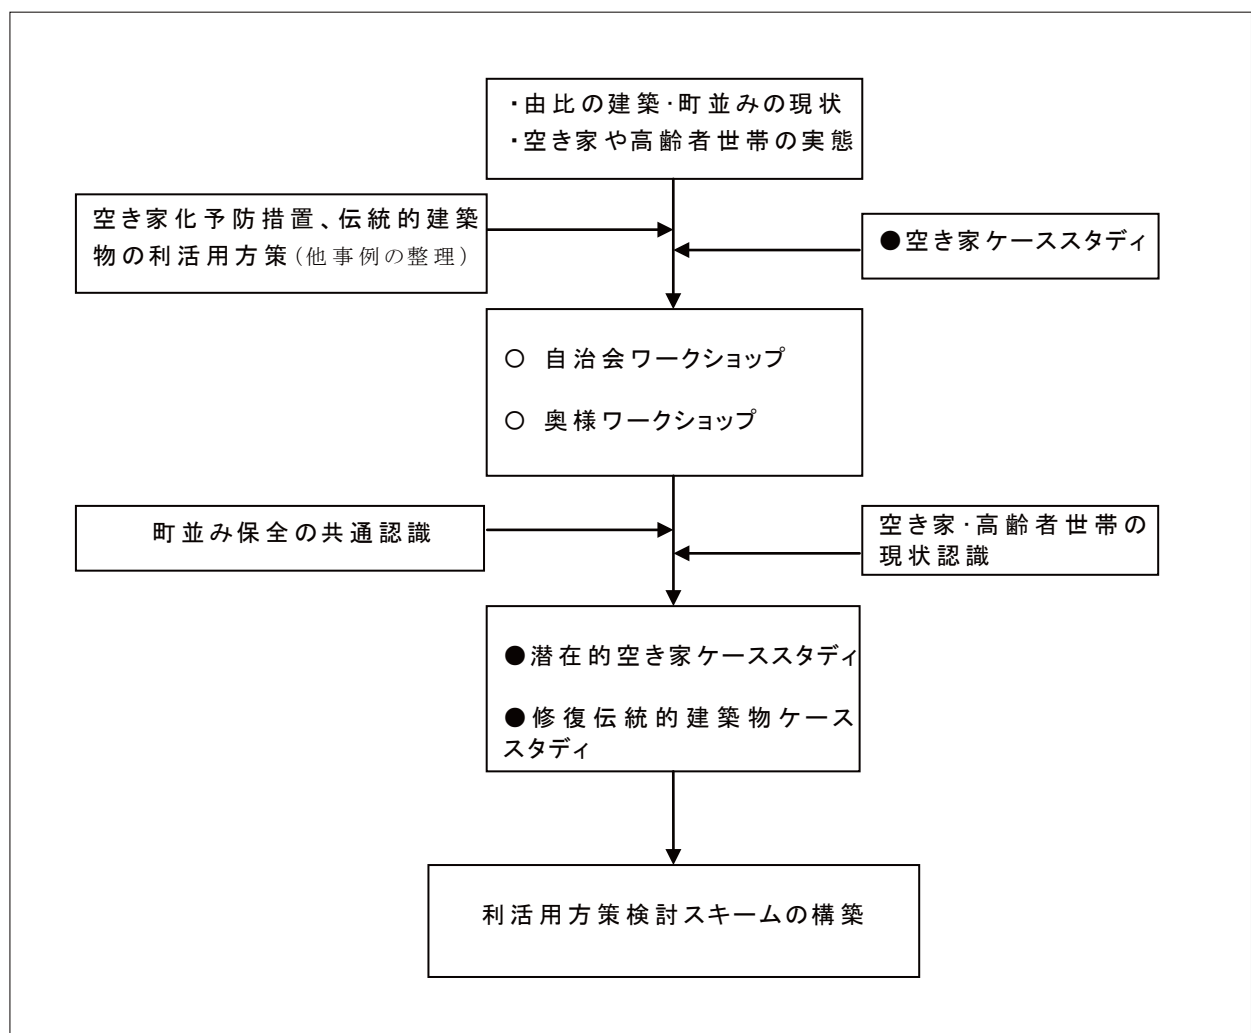 ・由比の建築・町並みの現状
・空き家や高齢者世帯の実態
空き家化予防措置、伝統的建築
物の利活用方策(他事例の整理)
●空き家ケーススタディ
○ 自治会ワークショップ
○ 奥様ワークショップ
町並み保全の共通認識
空き家・高齢者世帯の
現状認識
●潜在的空き家ケーススタディ
●修復伝統的建築物ケース
スタディ
利活用方策検討スキームの構築